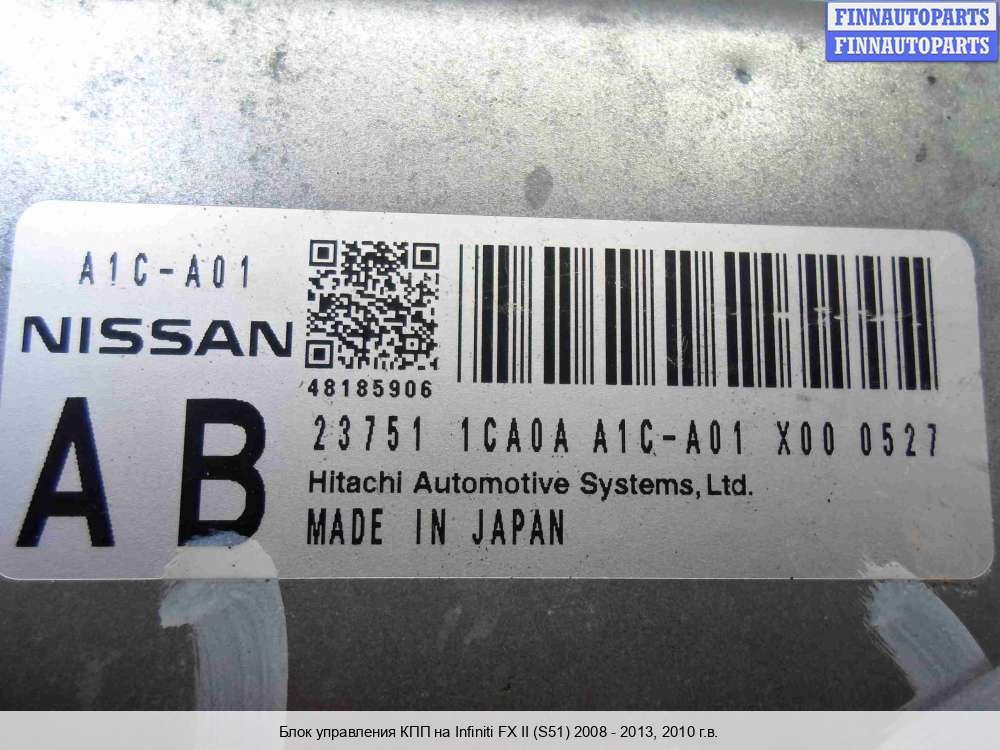 FINNAUTOPARTS
FINNAUTOPARTS
A1C-A01
NISSAN
48185906
AB
23751 1CA0A A1C-A01 X00 0527
Hitachi Automotive Systems, Ltd.
MADE IN JAPAN
Блок управления КПП на Infiniti FX II (S51) 2008 - 2013, 2010 г.в.